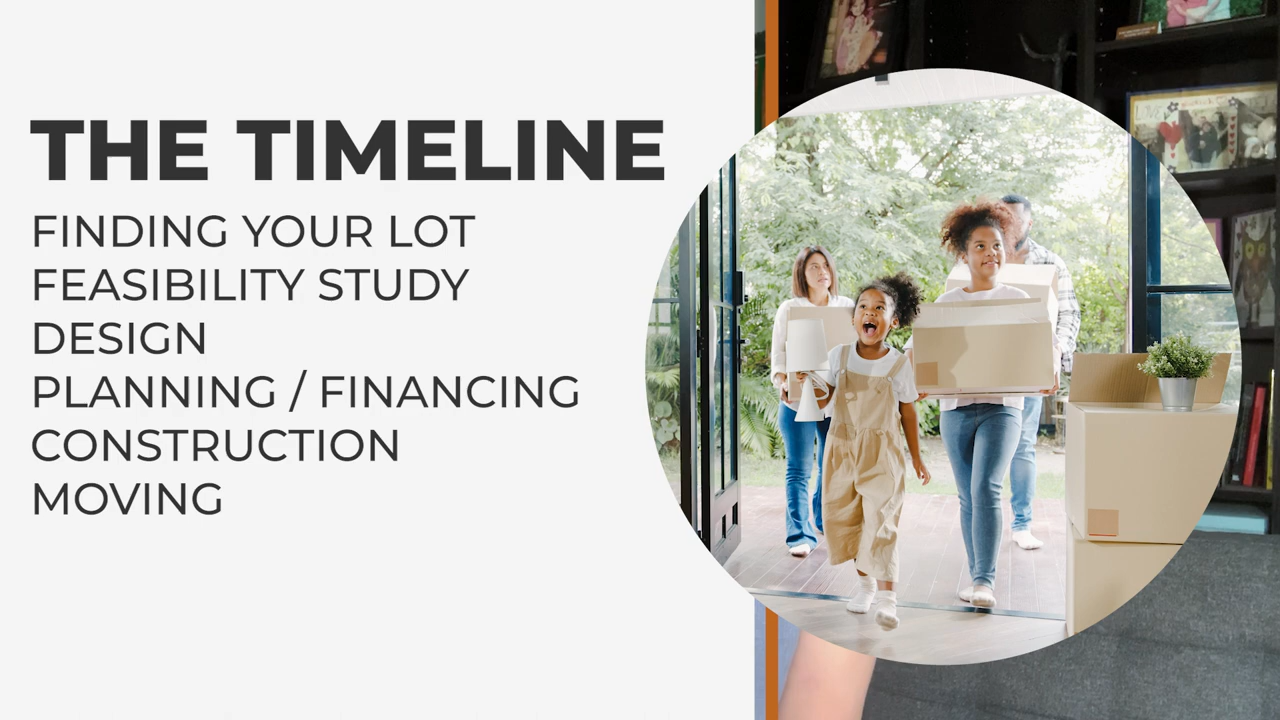 THE TIMELINE
FINDING YOUR LOT
FEASIBILITY STUDY
DESIGN
PLANNING / FINANCING
CONSTRUCTION
MOVING